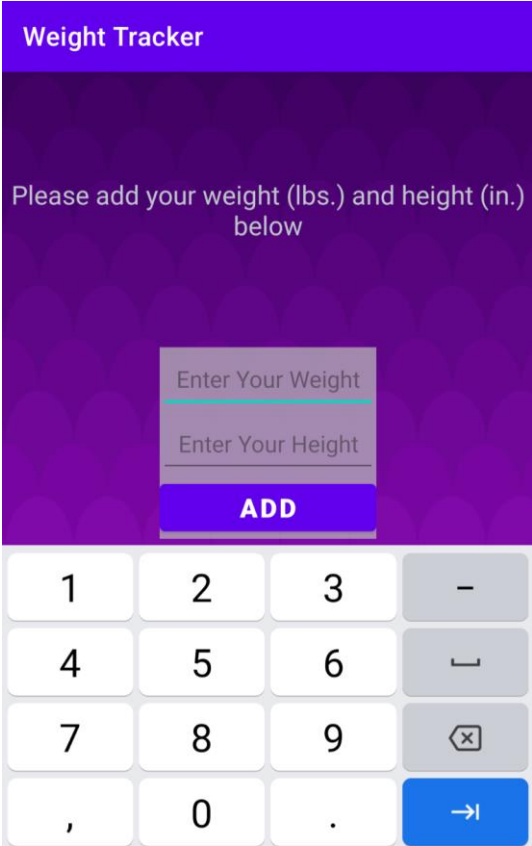 Weight Tracker
Please add your weight (lbs.) and height (in.)
below
Enter Your Weight
Enter Your Height
ADD
1 2 3 –
4 5 6
7 8 9
, 0 .